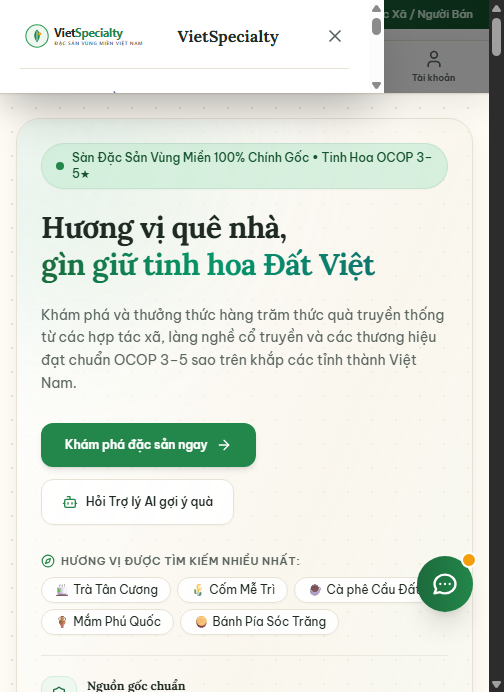 VietSpecialty
ĐẶC SẢN VÙNG MIỀN VIỆT NAM
VietSpecialty
c Xã / Người Bán
Tài khoản
Sàn Đặc Sản Vùng Miền 100% Chính Gốc • Tinh Hoa OCOP 3–
5★
Hương vị quê nhà,
gìn giữ tinh hoa Đất Việt
Khám phá và thưởng thức hàng trăm thức quà truyền thống
từ các hợp tác xã, làng nghề cổ truyền và các thương hiệu
đạt chuẩn OCOP 3–5 sao trên khắp các tỉnh thành Việt
Nam.
Khám phá đặc sản ngay
Hỏi Trợ lý AI gợi ý quà
HƯƠNG VỊ ĐƯỢC TÌM KIẾM NHIỀU NHẤT:
Trà Tân Cương
Cốm Mễ Trì
Cà phê Cầu Đất
Mắm Phú Quốc
Bánh Pía Sóc Trăng
Nguồn gốc chuẩn